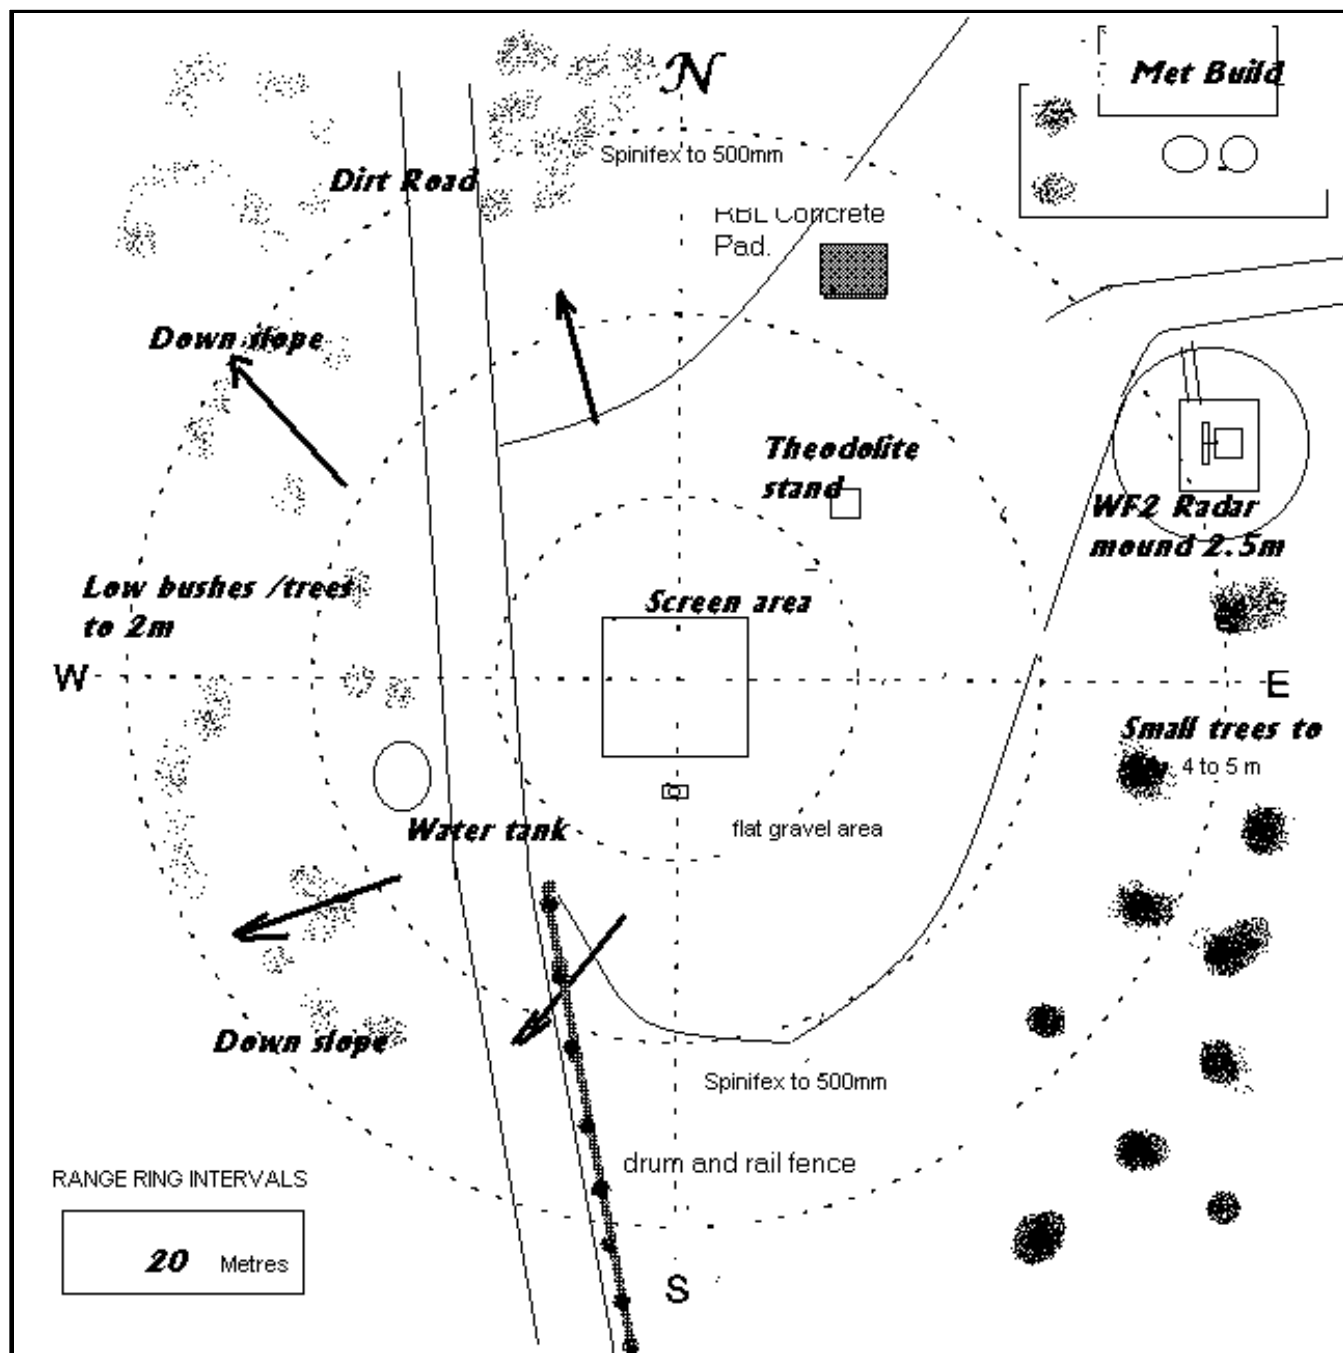 N
Met Build
Spinifex to 500mm
Dirt Road
RBL Concrete
Pad.
Down slope
Theodolite
stand
WF2 Radar
mound 2.5m
Low bushes /trees
to 2m
Screen area
W
E
Small trees to
4 to 5 m
Water tank
flat gravel area
Down slope
Spinifex to 500mm
drum and rail fence
RANGE RING INTERVALS
20 Metres
S